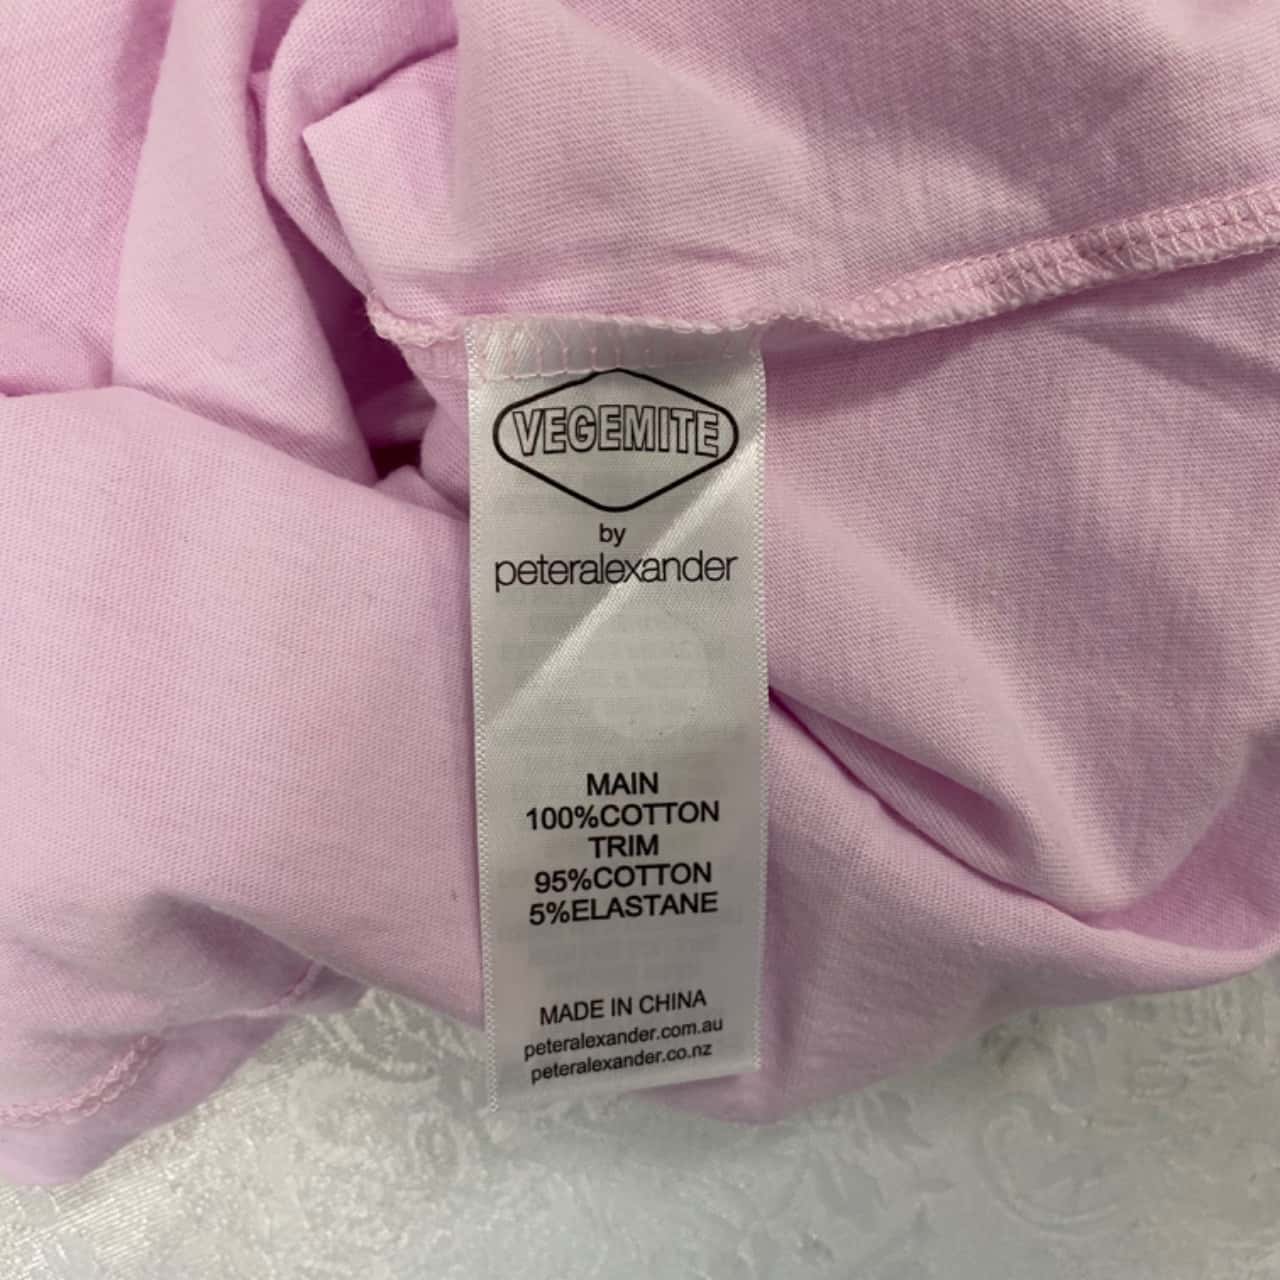 VEGEMITE
by
peteralexander
MAIN
100%COTTON
TRIM
95%COTTON
5%ELASTANE
MADE IN CHINA
peteralexander.com.au
peteralexander.co.nz